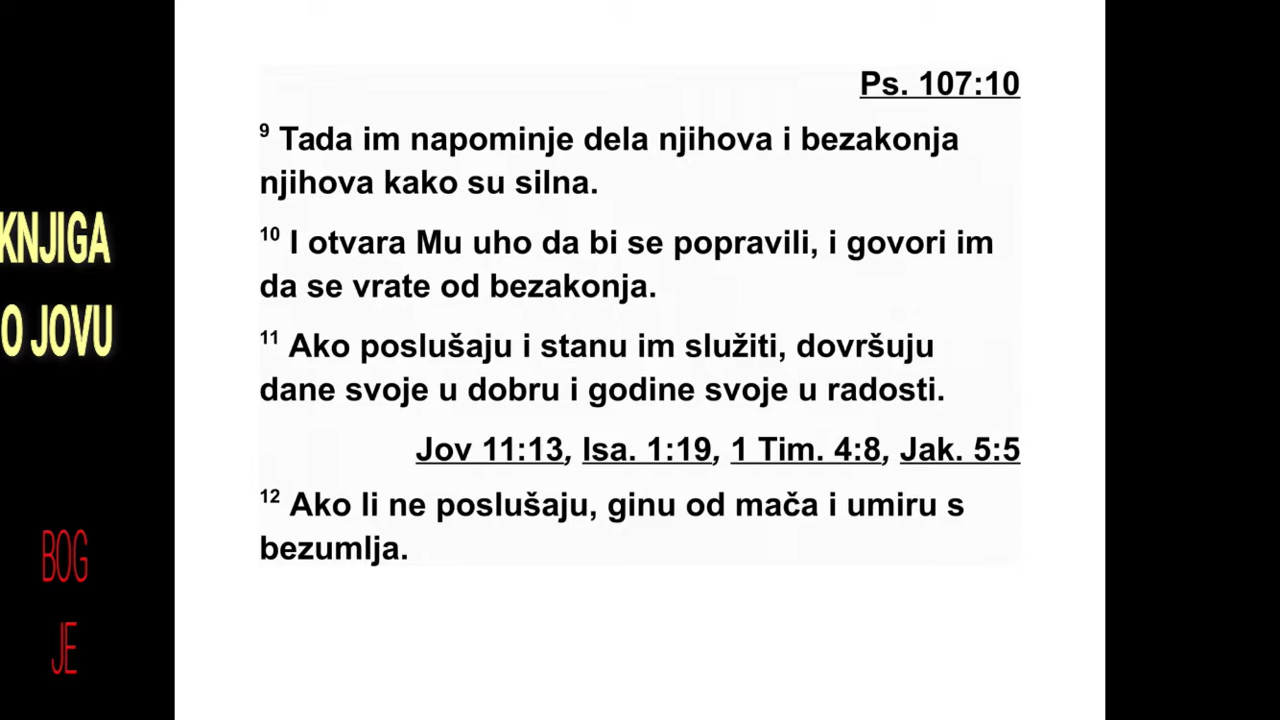 KNJIGA
O JOVU
BOG
JE
Ps. 107:10
9 Tada im napominje dela njihova i bezakonja
njihova kako su silna.
10 I otvara Mu uho da bi se popravili, i govori im
da se vrate od bezakonja.
11 Ako poslušaju i stanu im služiti, dovršuju
dane svoje u dobru i godine svoje u radosti.
Jov 11:13, Isa. 1:19, 1 Tim. 4:8, Jak. 5:5
12 Ako li ne poslušaju, ginu od mača i umiru s
bezumlja.